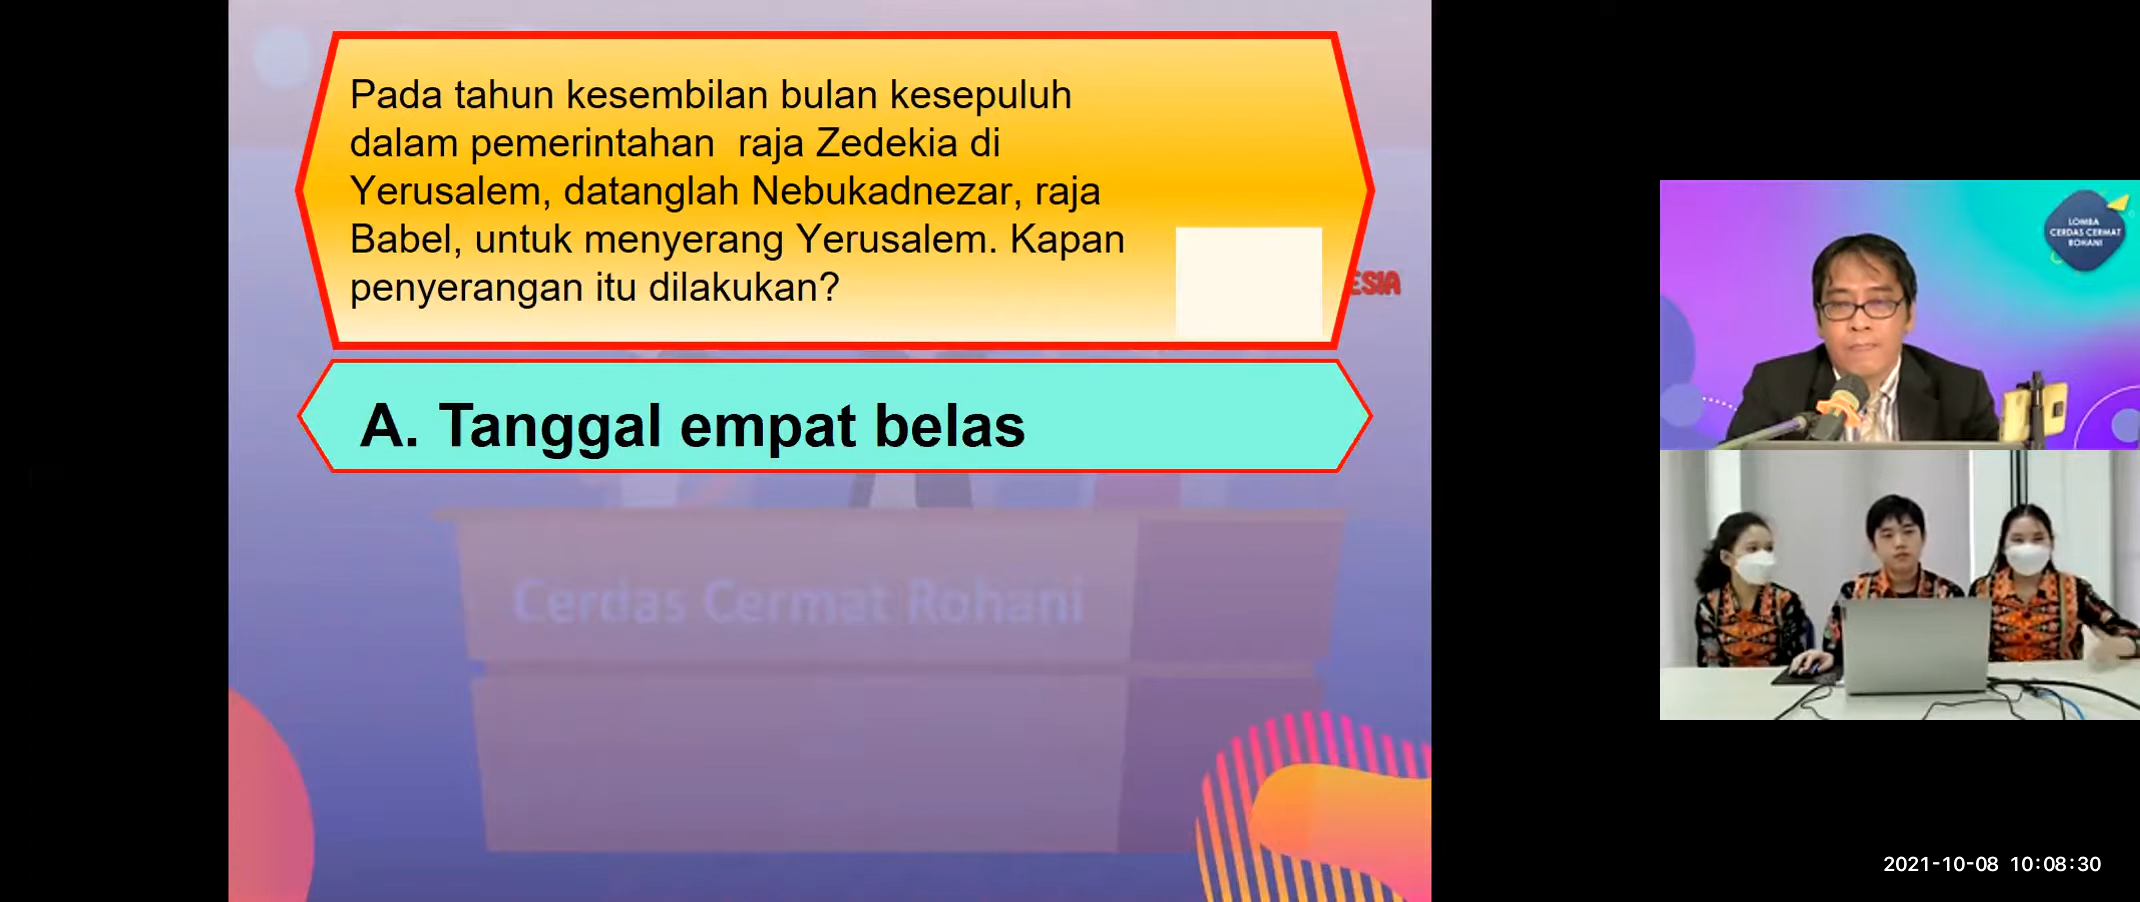 Pada tahun kesembilan bulan kesepuluh
dalam pemerintahan  raja Zedekia di
Yerusalem, datanglah Nebukadnezar, raja
Babel, untuk menyerang Yerusalem. Kapan
penyerangan itu dilakukan?
ESIA
A. Tanggal empat belas
Cerdas Cermat Rohani
LOMBA
CERDAS CERMAT
ROHANI
2021-10-08 10:08:30